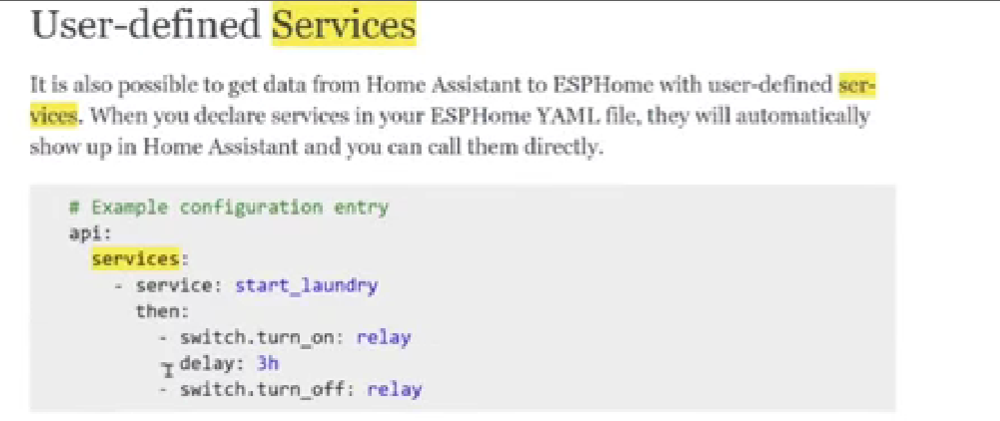 User-defined Services
It is also possible to get data from Home Assistant to ESPHome with user-defined ser-
vices. When you declare services in your ESPHome YAML file, they will automatically
show up in Home Assistant and you can call them directly.
# Example configuration entry
api:
  services:
    - service: start_laundry
      then:
        - switch.turn_on: relay
        - delay: 3h
        - switch.turn_off: relay